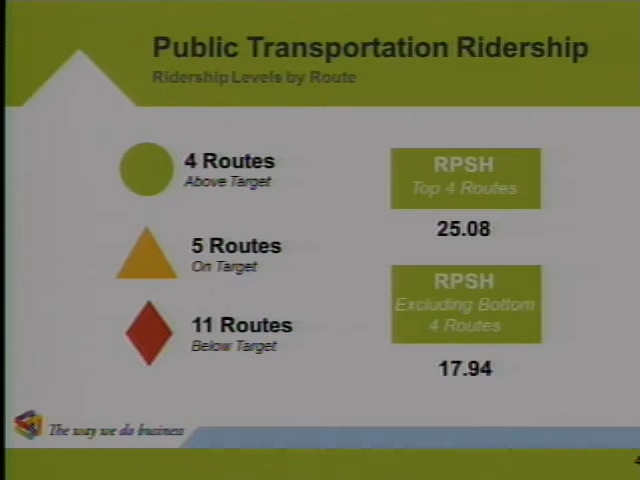 Public Transportation Ridership
Ridership Levels by Route
4 Routes
Above Target
5 Routes
On Target
11 Routes
Below Target
RPSH
Top 4 Routes
25.08
RPSH
Excluding Bottom
4 Routes
17.94
The way we do business
4